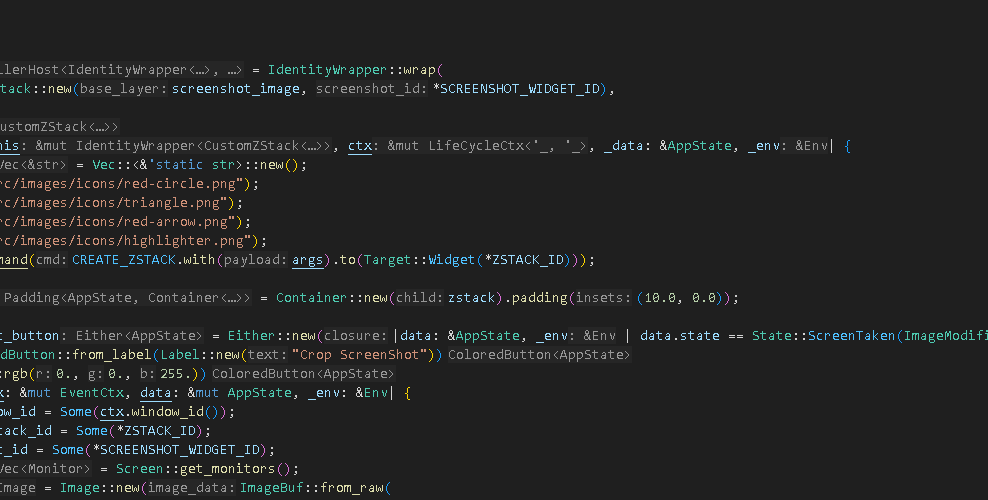 llerHost<IdentityWrapper<…>, …> = IdentityWrapper::wrap(
tack::new(base_layer: screenshot_image, screenshot_id: *SCREENSHOT_WIDGET_ID),
ustomZStack<…>>
his: &mut IdentityWrapper<CustomZStack<…>>, ctx: &mut LifeCycleCtx<'_, '_>, _data: &AppState, _env: &Env| {
Vec<&str> = Vec::<&'static str>::new();
rc/images/icons/red-circle.png");
rc/images/icons/triangle.png");
rc/images/icons/red-arrow.png");
rc/images/icons/highlighter.png");
mand(cmd: CREATE_ZSTACK.with(payload: args).to(Target::Widget(*ZSTACK_ID)));
Padding<AppState, Container<…>> = Container::new(child: zstack).padding(insets: (10.0, 0.0));
t_button: Either<AppState> = Either::new(closure: |data: &AppState, _env: &Env | data.state == State::ScreenTaken(ImageModifi
edButton::from_label(Label::new(text: "Crop ScreenShot")) ColoredButton<AppState>
:rgb(r: 0., g: 0., b: 255.)) ColoredButton<AppState>
x: &mut EventCtx, data: &mut AppState, _env: &Env| {
ow_id = Some(ctx.window_id());
tack_id = Some(*ZSTACK_ID);
t_id = Some(*SCREENSHOT_WIDGET_ID);
Vec<Monitor> = Screen::get_monitors();
Image = Image::new(image_data: ImageBuf::from_raw(